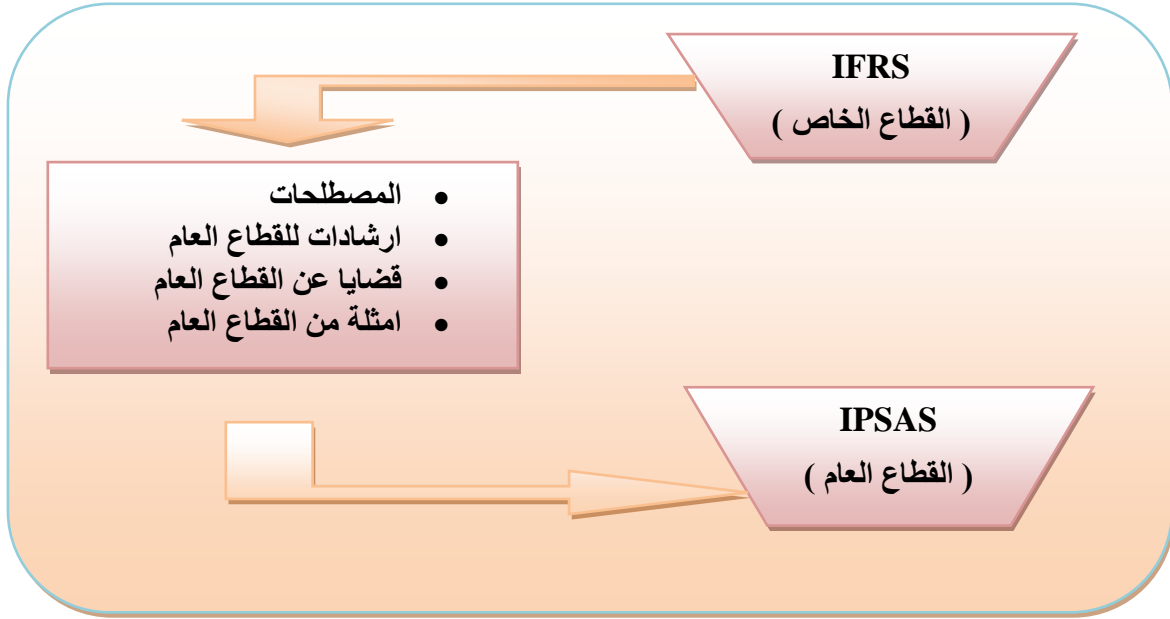 IFRS
( القطاع الخاص )
• المصطلحات
• ارشادات للقطاع العام
• قضايا عن القطاع العام
• امثلة من القطاع العام
IPSAS
( القطاع العام )